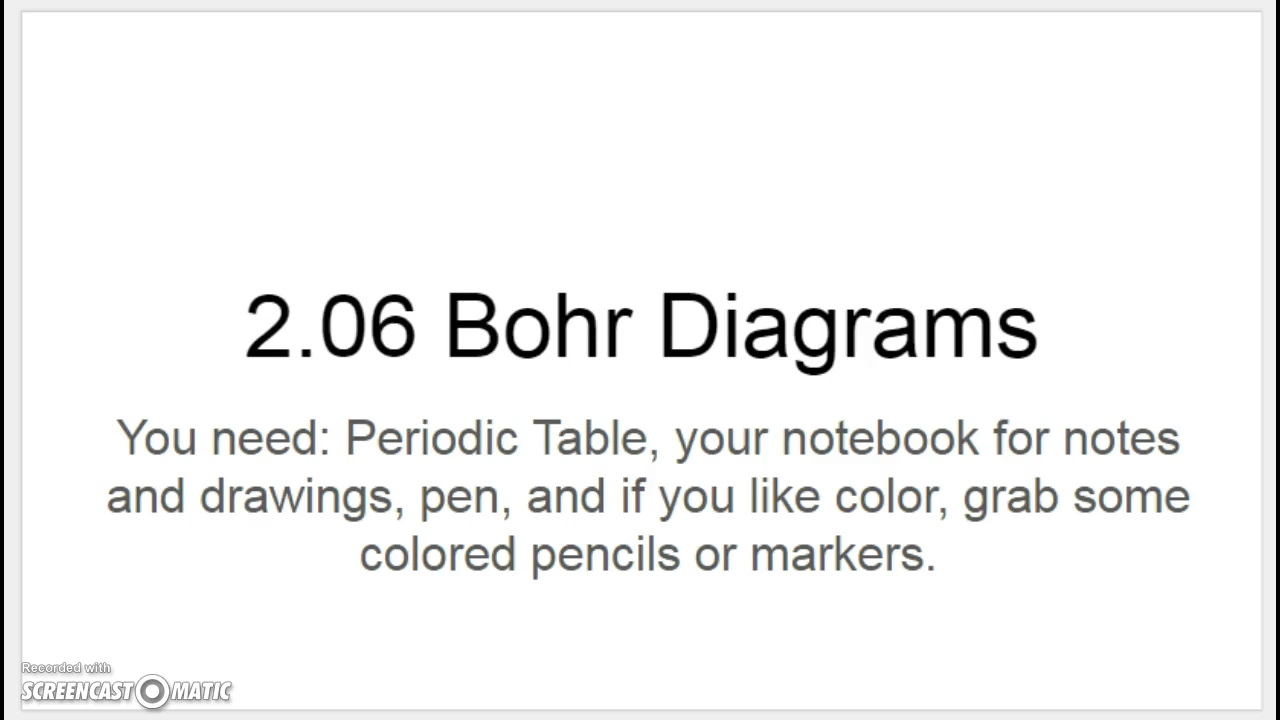 2.06 Bohr Diagrams
You need: Periodic Table, your notebook for notes
and drawings, pen, and if you like color, grab some
colored pencils or markers.
Recorded with
SCREENCAST MATIC